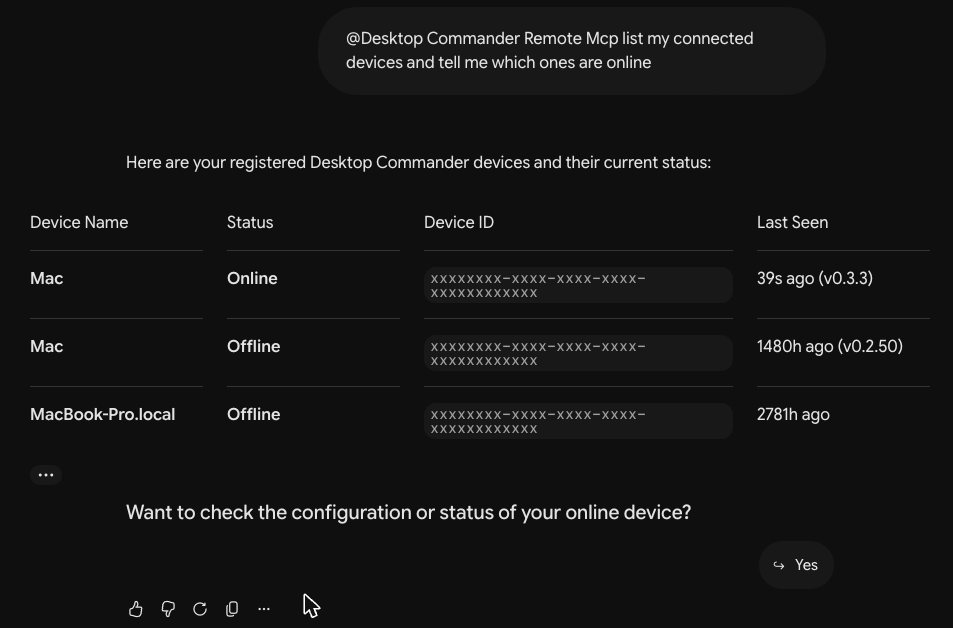 @Desktop Commander Remote Mcp list my connected
devices and tell me which ones are online
Here are your registered Desktop Commander devices and their current status:
Device Name Status Device ID Last Seen
Mac Online xxxxxxxx-xxxx-xxxx-xxxx- 39s ago (v0.3.3)
xxxxxxxxxxxx
Mac Offline xxxxxxxx-xxxx-xxxx-xxxx- 1480h ago (v0.2.50)
xxxxxxxxxxxx
MacBook-Pro.local Offline xxxxxxxx-xxxx-xxxx-xxxx- 2781h ago
xxxxxxxxxxxx
Want to check the configuration or status of your online device?
Yes